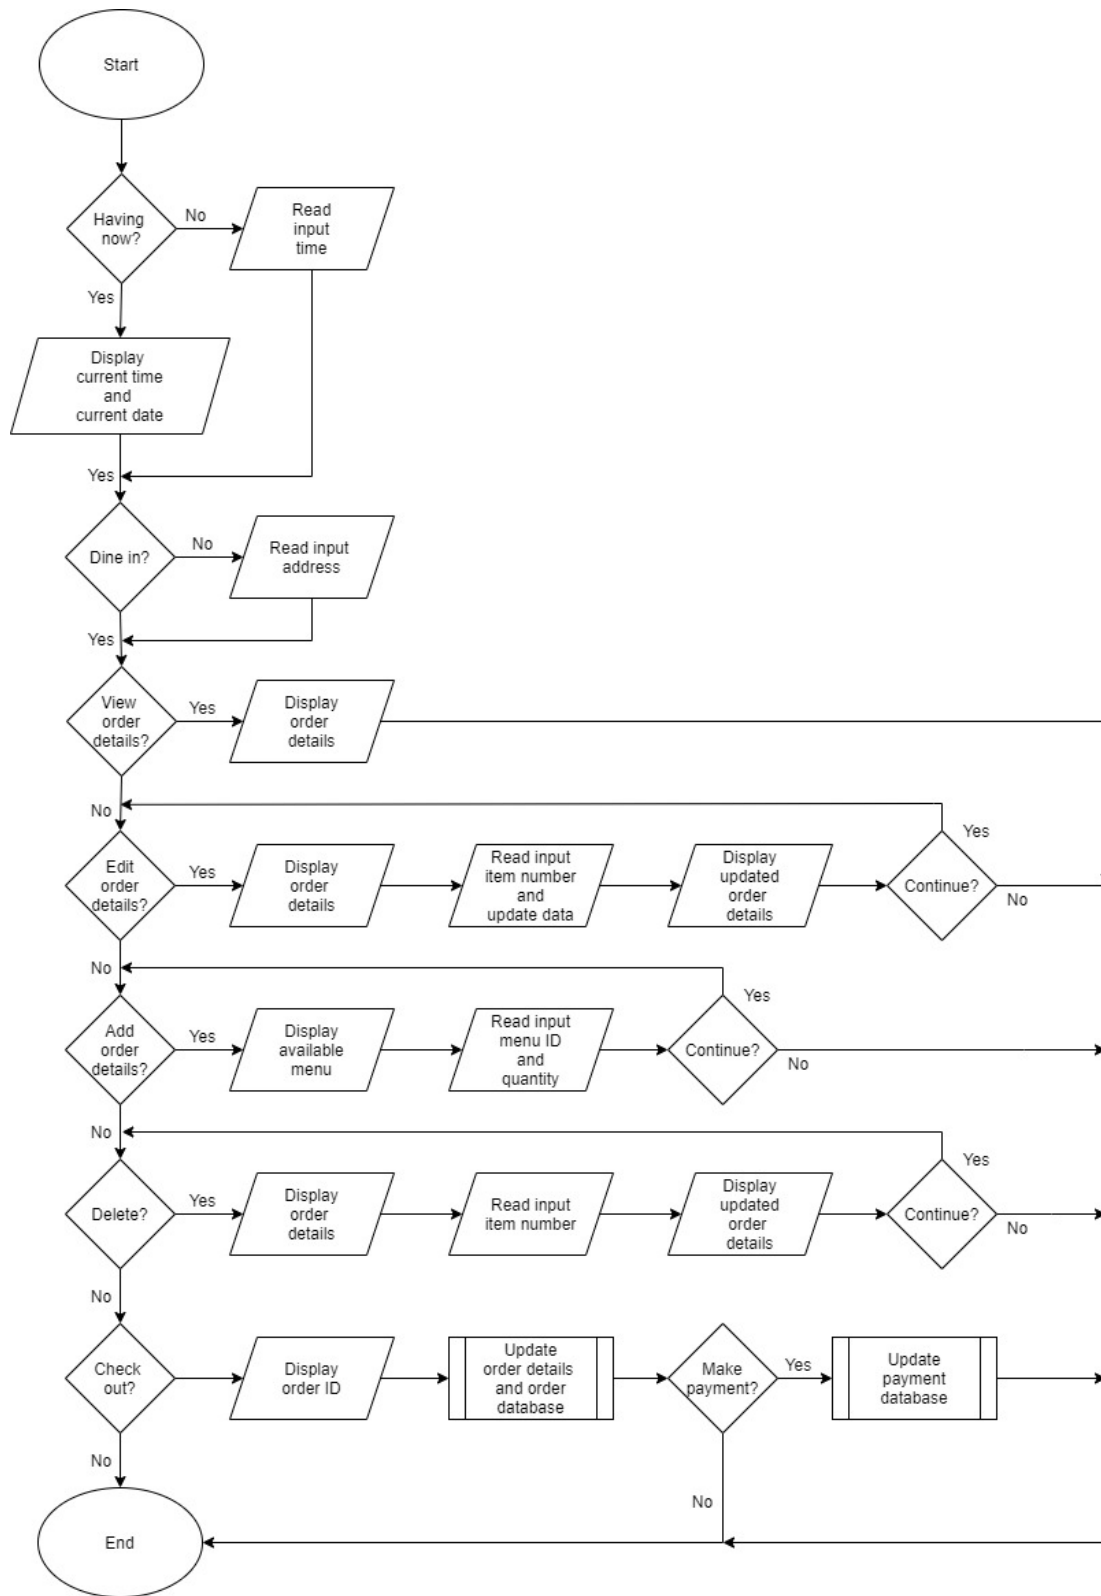 Start
Having
now?
No
Read
input
time
Yes
Display
current time
and
current date
Yes
Dine in?
No
Read input
address
Yes
View
order
details?
Yes
Display
order
details
No
Edit
order
details?
Yes
Display
order
details
Read input
item number
and
update data
Display
updated
order
details
Continue?
Yes
No
No
Add
order
details?
Yes
Display
available
menu
Read input
menu ID
and
quantity
Continue?
Yes
No
No
Delete?
Yes
Display
order
details
Read input
item number
Display
updated
order
details
Continue?
Yes
No
No
Check
out?
Display
order ID
Update
order details
and order
database
Make
payment?
Yes
Update
payment
database
No
No
End